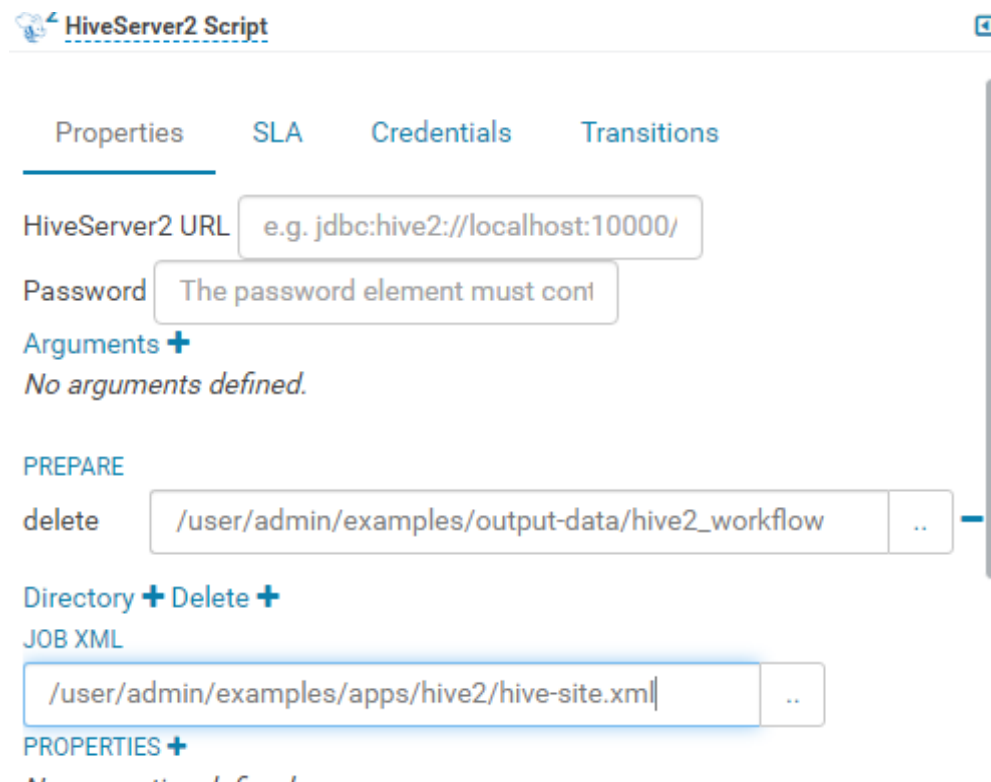 HiveServer2 Script
Properties SLA Credentials Transitions
HiveServer2 URL e.g. jdbc:hive2://localhost:10000/
Password The password element must cont
Arguments +
No arguments defined.
PREPARE
delete /user/admin/examples/output-data/hive2_workflow ..
Directory + Delete +
JOB XML
/user/admin/examples/apps/hive2/hive-site.xml ..
PROPERTIES +